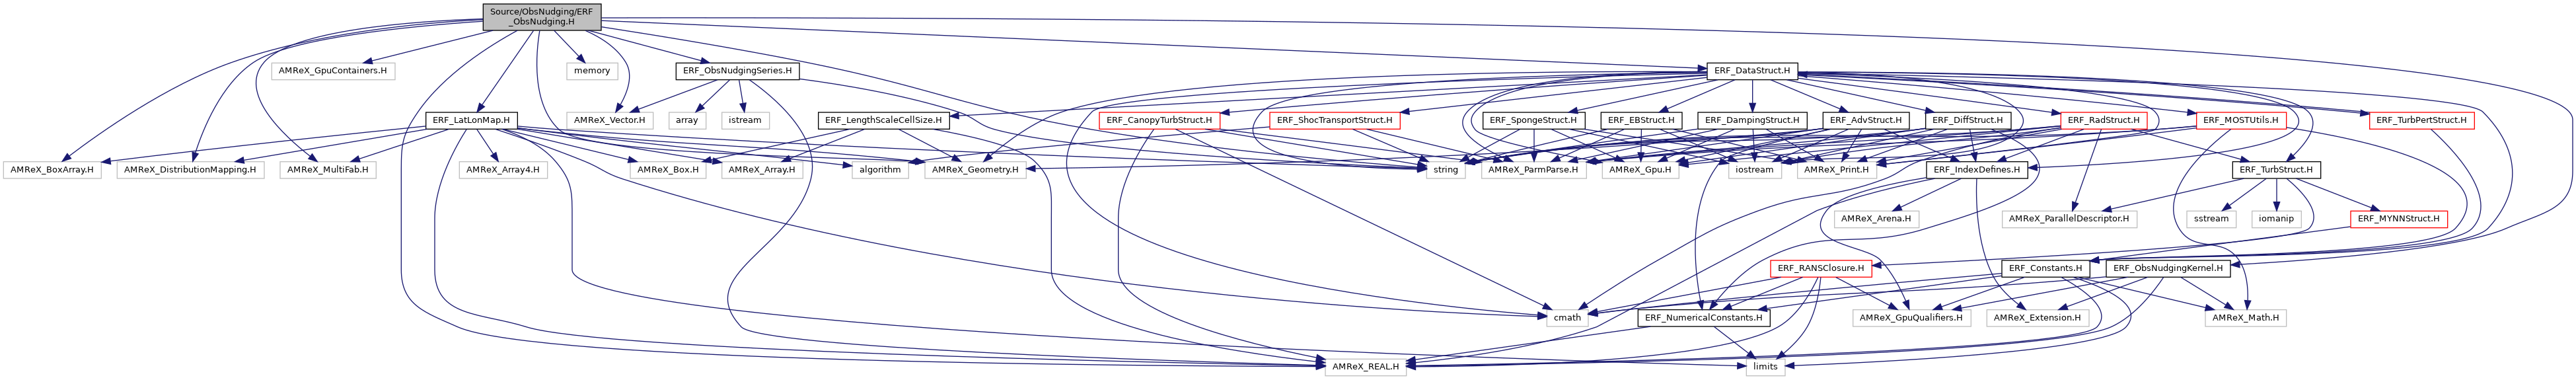 Source/ObsNudging/ERF
_ObsNudging.H
AMReX_GpuContainers.H
memory
ERF_ObsNudgingSeries.H
ERF_DataStruct.H
ERF_LatLonMap.H
AMReX_Vector.H
array
istream
ERF_LengthScaleCellSize.H
ERF_CanopyTurbStruct.H
ERF_ShocTransportStruct.H
ERF_SpongeStruct.H
ERF_EBStruct.H
ERF_DampingStruct.H
ERF_AdvStruct.H
ERF_DiffStruct.H
ERF_RadStruct.H
ERF_MOSTUtils.H
ERF_TurbPertStruct.H
AMReX_BoxArray.H
AMReX_DistributionMapping.H
AMReX_MultiFab.H
AMReX_Array4.H
AMReX_Box.H
AMReX_Array.H
algorithm
AMReX_Geometry.H
string
AMReX_ParmParse.H
AMReX_Gpu.H
iostream
AMReX_Print.H
ERF_IndexDefines.H
ERF_TurbStruct.H
AMReX_Arena.H
AMReX_ParallelDescriptor.H
sstream
iomanip
ERF_MYNNStruct.H
ERF_RANSClosure.H
ERF_Constants.H
ERF_ObsNudgingKernel.H
cmath
ERF_NumericalConstants.H
AMReX_GpuQualifiers.H
AMReX_Extension.H
AMReX_Math.H
AMReX_REAL.H
limits